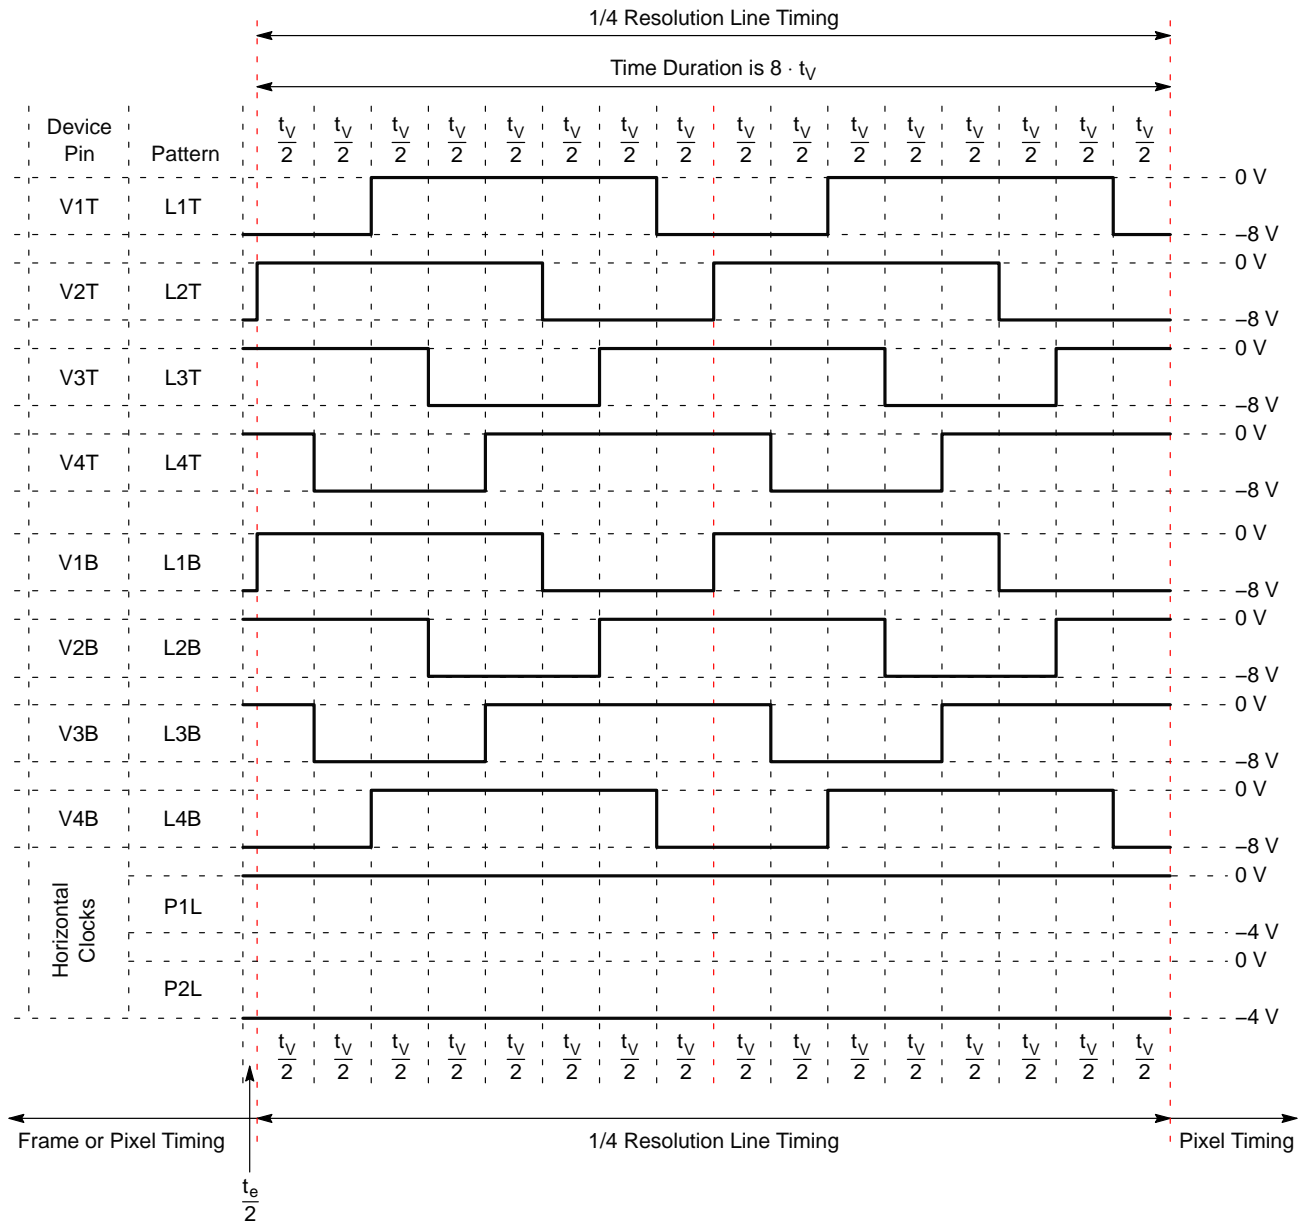 1/4 Resolution Line Timing
Time Duration is 8 · tV
Device Pin Pattern
tV/2 tV/2 tV/2 tV/2 tV/2 tV/2 tV/2 tV/2 tV/2 tV/2 tV/2 tV/2 tV/2 tV/2 tV/2 tV/2
0 V
V1T L1T
–8 V
0 V
V2T L2T
–8 V
0 V
V3T L3T
–8 V
0 V
V4T L4T
–8 V
0 V
V1B L1B
–8 V
0 V
V2B L2B
–8 V
0 V
V3B L3B
–8 V
0 V
V4B L4B
–8 V
0 V
Horizontal Clocks
P1L
–4 V
0 V
P2L
–4 V
tV/2 tV/2 tV/2 tV/2 tV/2 tV/2 tV/2 tV/2 tV/2 tV/2 tV/2 tV/2 tV/2 tV/2 tV/2 tV/2
Frame or Pixel Timing 1/4 Resolution Line Timing Pixel Timing
te/2